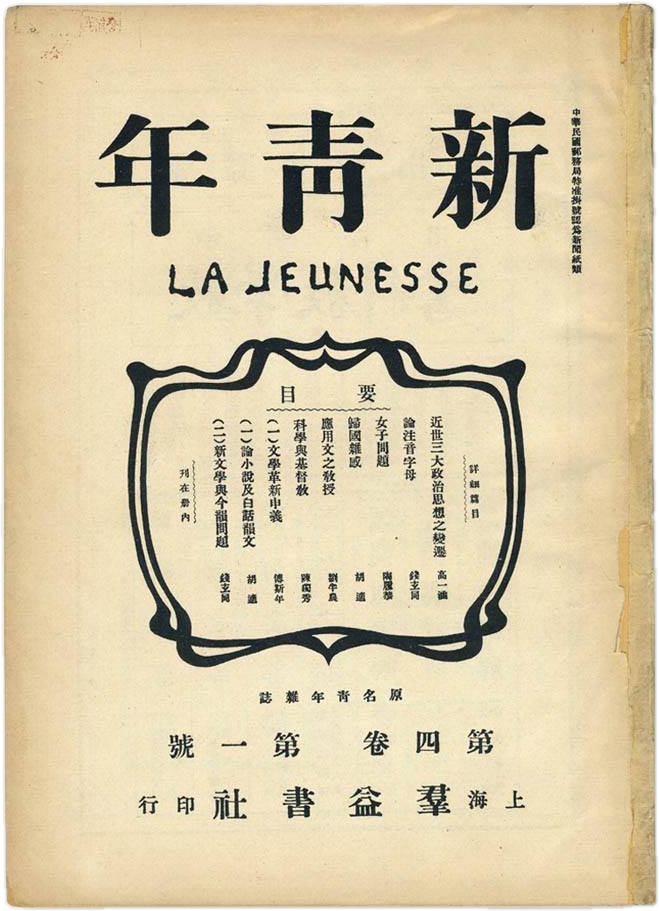 中華民國郵務局特准掛號認爲新聞紙類
新青年
LA JEUNESSE
要目
詳細篇目
近世三大政治思想之變遷 高一涵
論注音字母 錢玄同
女子問題 陶履恭
歸國雜感 胡適
應用文之教授 劉半農
科學與基督教 陳獨秀
(一)文學革新申義 傅斯年
(一)論小說及白話韻文 胡適
(二)新文學與今韻問題 錢玄同
刊在册內
原名青年雜誌
第四卷第一號
上海羣益書社印行